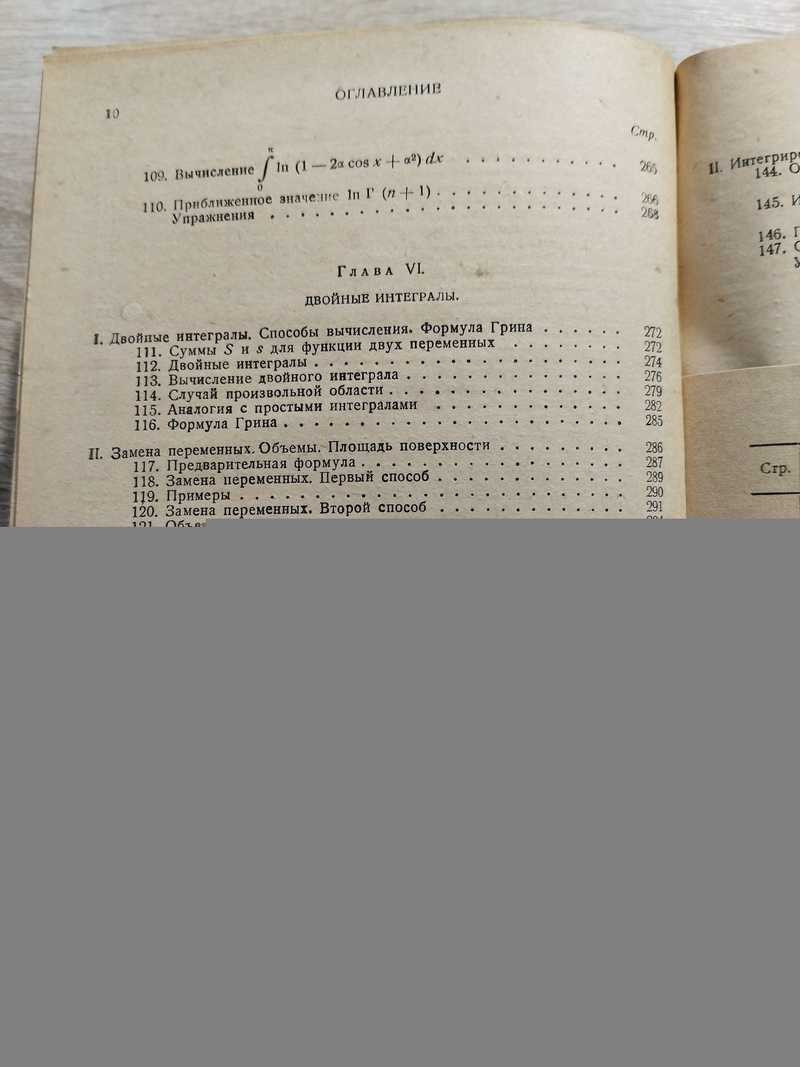 10
ОГЛАВЛЕНИЕ
Стр.
109. Вычисление ∫₀^π ln (1 — 2α cos x + α²) dx . . . . . . . . . . 265
110. Приближенное значение ln Γ (n + 1) . . . . . . . . . . . . 266
Упражнения . . . . . . . . . . . . . . . . . . . . . . . 268
Глава VI.
ДВОЙНЫЕ ИНТЕГРАЛЫ.
I. Двойные интегралы. Способы вычисления. Формула Грина . . . . . . 272
111. Суммы S и s для функции двух переменных . . . . . . . . 272
112. Двойные интегралы . . . . . . . . . . . . . . . . . . . . 274
113. Вычисление двойного интеграла . . . . . . . . . . . . . . 276
114. Случай произвольной области . . . . . . . . . . . . . . . 279
115. Аналогия с простыми интегралами . . . . . . . . . . . . . 282
116. Формула Грина . . . . . . . . . . . . . . . . . . . . . . 285
II. Замена переменных. Объемы. Площадь поверхности . . . . . . . . . 286
117. Предварительная формула . . . . . . . . . . . . . . . . . 287
118. Замена переменных. Первый способ . . . . . . . . . . . . 289
119. Примеры . . . . . . . . . . . . . . . . . . . . . . . . . 290
120. Замена переменных. Второй способ . . . . . . . . . . . . 291
121.
II.
144.
145.
146.
147.
Стр.